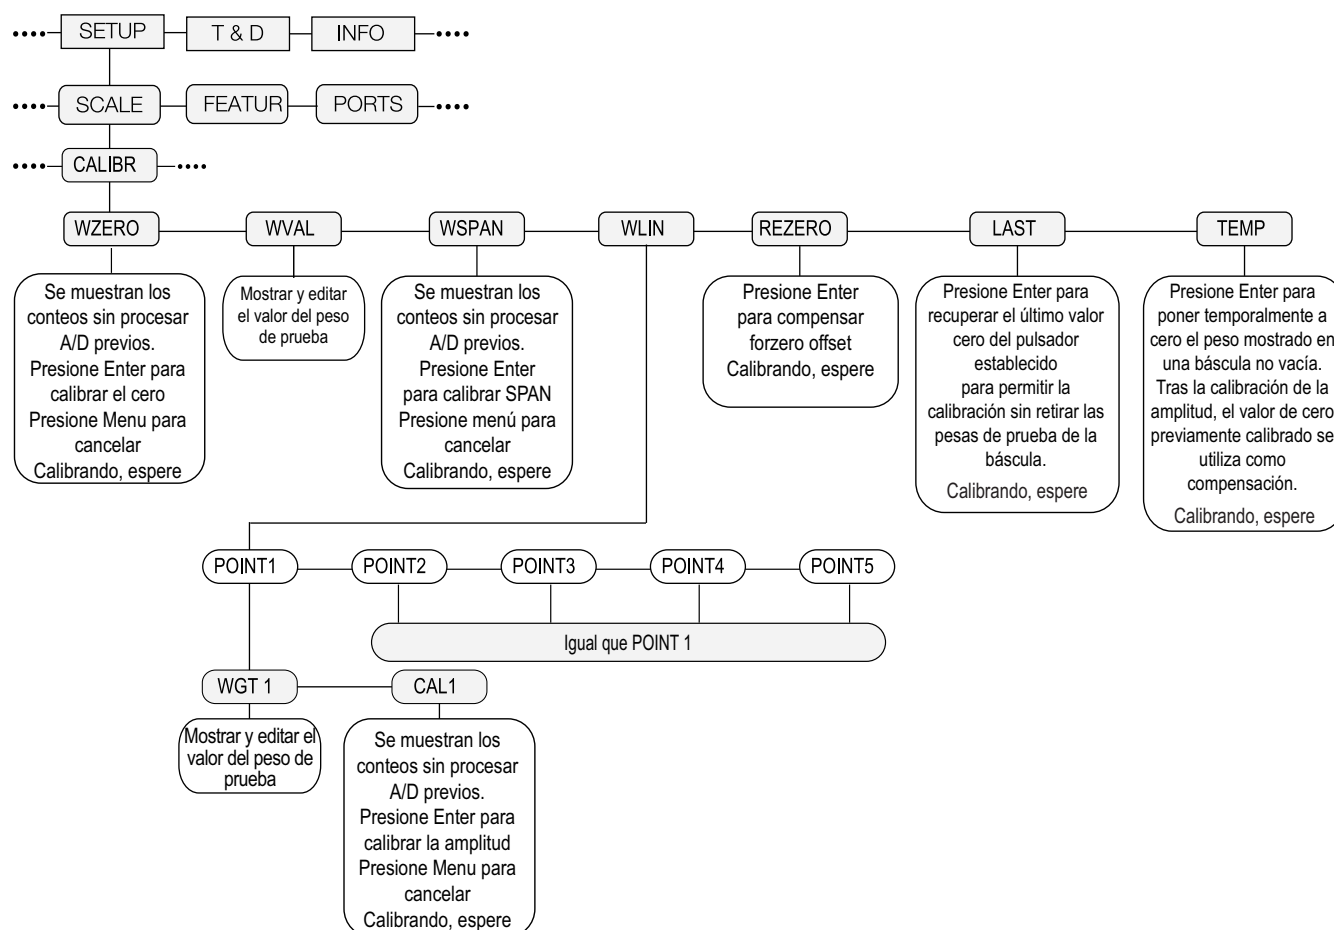 •••• SETUP T & D INFO ••••
•••• SCALE FEATUR PORTS ••••
•••• CALIBR ••••
WZERO WVAL WSPAN WLIN REZERO LAST TEMP
Se muestran los
conteos sin procesar
A/D previos.
Presione Enter para
calibrar el cero
Presione Menu para
cancelar
Calibrando, espere
Mostrar y editar
el valor del peso
de prueba
Se muestran los
conteos sin procesar
A/D previos.
Presione Enter
para calibrar SPAN
Presione menú para
cancelar
Calibrando, espere
Presione Enter
para compensar
forzero offset
Calibrando, espere
Presione Enter para
recuperar el último valor
cero del pulsador
establecido
para permitir la
calibración sin retirar las
pesas de prueba de la
báscula.
Calibrando, espere
Presione Enter para
poner temporalmente a
cero el peso mostrado en
una báscula no vacía.
Tras la calibración de la
amplitud, el valor de cero
previamente calibrado se
utiliza como
compensación.
Calibrando, espere
POINT1 POINT2 POINT3 POINT4 POINT5
Igual que POINT 1
WGT 1 CAL1
Mostrar y editar el
valor del peso de
prueba
Se muestran los
conteos sin procesar
A/D previos.
Presione Enter para
calibrar la amplitud
Presione Menu para
cancelar
Calibrando, espere